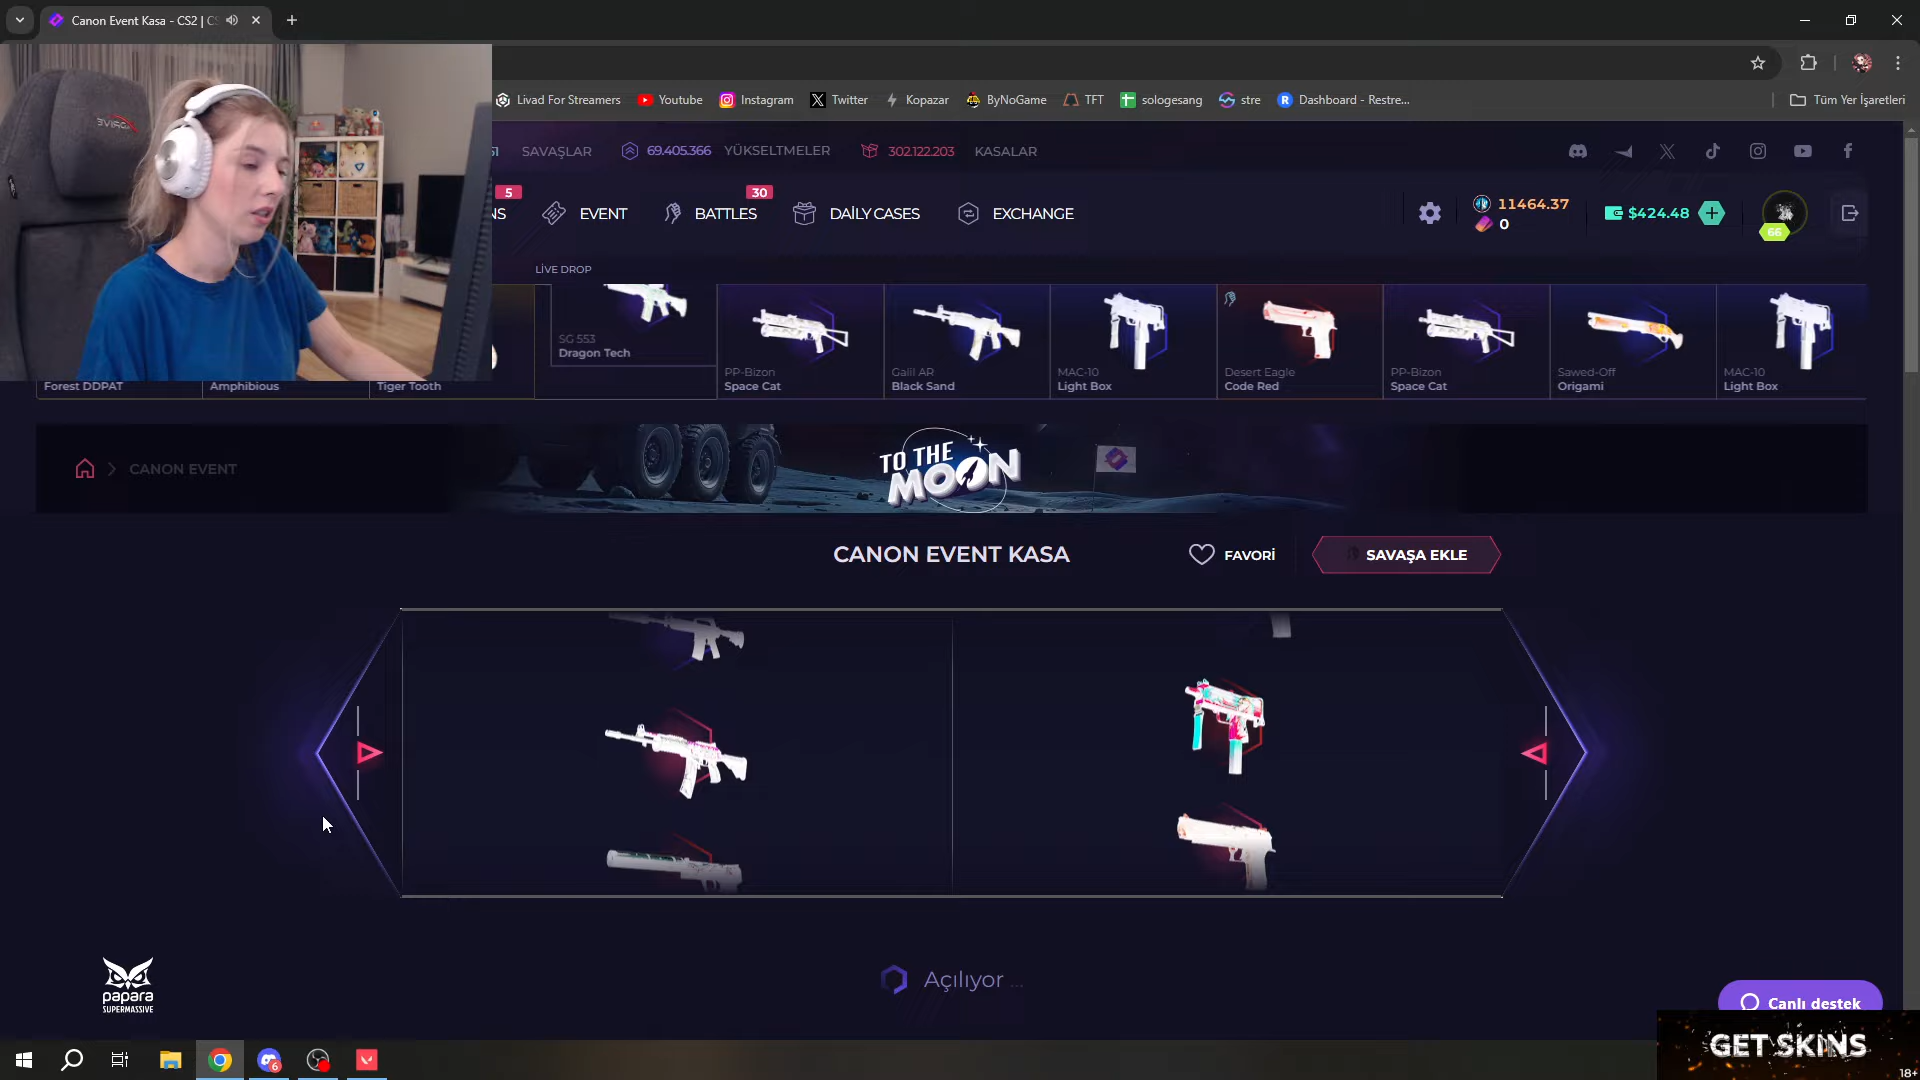 Canon Event Kasa - CS2 | CS
Livad For Streamers
Youtube
Instagram
Twitter
Kopazar
ByNoGame
TFT
sologesang
stre
Dashboard - Restre...
Tüm Yer İşaretleri
SAVAŞLAR
69.405.366
YÜKSELTMELER
302.122.203
KASALAR
5
NS
EVENT
30
BATTLES
DAİLY CASES
EXCHANGE
11464.37
0
$424.48
66
LİVE DROP
Forest DDPAT
Amphibious
Tiger Tooth
SG 553
Dragon Tech
PP-Bizon
Space Cat
Galil AR
Black Sand
MAC-10
Light Box
Desert Eagle
Code Red
PP-Bizon
Space Cat
Sawed-Off
Origami
MAC-10
Light Box
CANON EVENT
TO THE
MOON
CANON EVENT KASA
FAVORİ
SAVAŞA EKLE
Açılıyor ...
papara
SUPERMASSIVE
Canlı destek
GET SKINS
18+
6